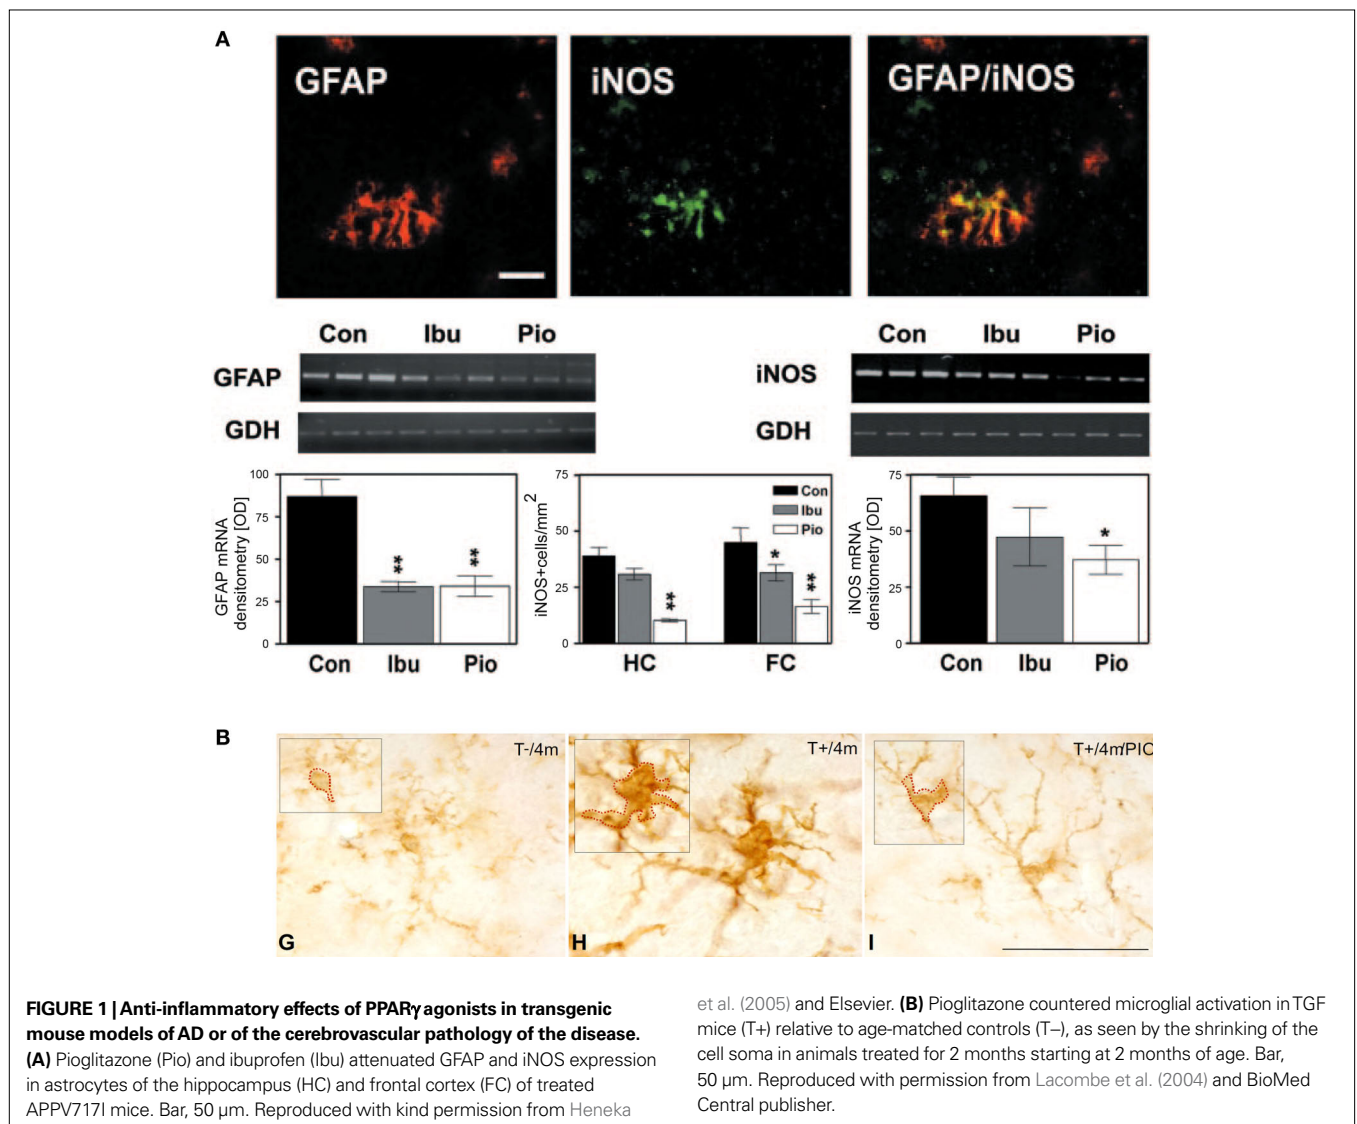 A
GFAP
iNOS
GFAP/iNOS
Con Ibu Pio
GFAP
GDH
Con Ibu Pio
iNOS
GDH
100
75
50
25
0
GFAP mRNA
densitometry [OD]
**
**
Con Ibu Pio
75
50
25
0
iNOS+cells/mm2
Con
Ibu
Pio
**
*
**
HC FC
75
50
25
0
iNOS mRNA
densitometry [OD]
*
Con Ibu Pio
B
T-/4m
G
T+/4m
H
T+/4m/PIO
I
FIGURE 1 | Anti-inflammatory effects of PPARγ agonists in transgenic
mouse models of AD or of the cerebrovascular pathology of the disease.
(A) Pioglitazone (Pio) and ibuprofen (Ibu) attenuated GFAP and iNOS expression
in astrocytes of the hippocampus (HC) and frontal cortex (FC) of treated
APPV717I mice. Bar, 50 µm. Reproduced with kind permission from Heneka
et al. (2005) and Elsevier. (B) Pioglitazone countered microglial activation in TGF
mice (T+) relative to age-matched controls (T–), as seen by the shrinking of the
cell soma in animals treated for 2 months starting at 2 months of age. Bar,
50 µm. Reproduced with permission from Lacombe et al. (2004) and BioMed
Central publisher.